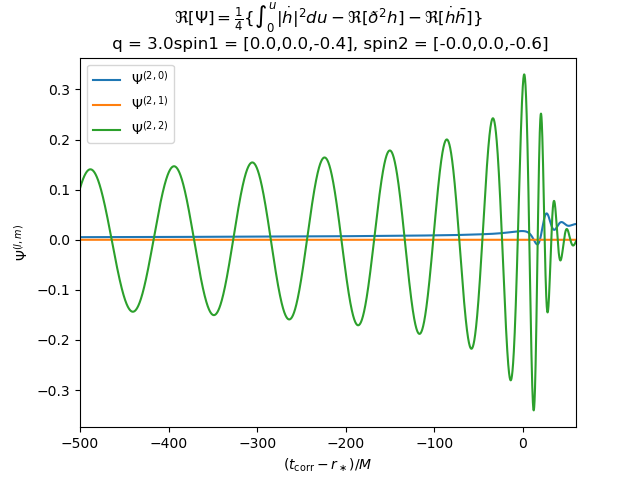 ℜ[Ψ] = 1/4{∫₀ᵘ|ḣ|²du − ℜ[ð²h] − ℜ[ḣh̄]}
q = 3.0spin1 = [0.0,0.0,-0.4], spin2 = [-0.0,0.0,-0.6]
Ψ⁽²,⁰⁾
Ψ⁽²,¹⁾
Ψ⁽²,²⁾
0.3
0.2
0.1
0.0
−0.1
−0.2
−0.3
Ψ⁽ˡ,ᵐ⁾
−500 −400 −300 −200 −100 0
(t_corr − r_*)/M